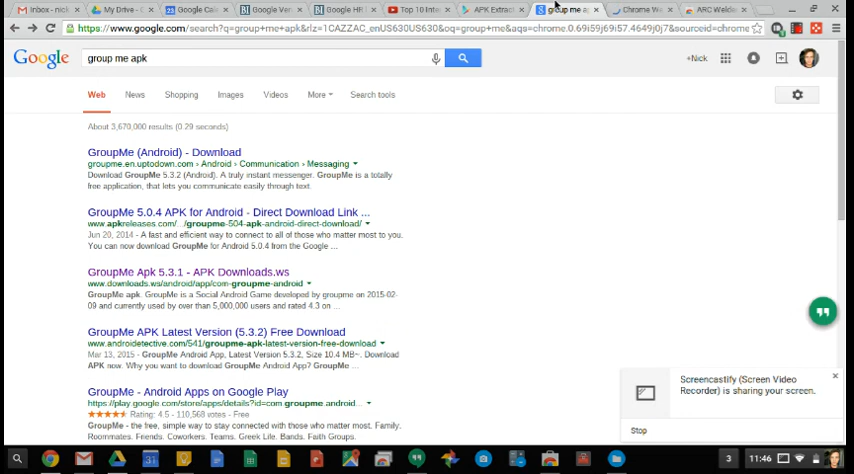 Inbox - nick
My Drive - G
Google Cale
Google Ver
Google HR
Top 10 Inter
APK Extract
group me ap
Chrome We
ARC Welde
https://www.google.com/search?q=group+me+apk&rlz=1CAZZAC_enUS630US630&oq=group+me&aqs=chrome.0.69i59j69i57.4649j0j7&sourceid=chrome
Google
group me apk
+Nick
Web News Shopping Images Videos More Search tools
About 3,670,000 results (0.29 seconds)
GroupMe (Android) - Download
groupme.en.uptodown.com › Android › Communication › Messaging
Download GroupMe 5.3.2 (Android). A truly instant messenger. GroupMe is a totally
free application, that lets you communicate easily through text.
GroupMe 5.0.4 APK for Android - Direct Download Link ...
www.apkreleases.com/.../groupme-504-apk-android-direct-download/
Jun 20, 2014 - A fast and efficient way to connect to all of those who matter most to you.
You can now download GroupMe for Android 5.0.4 from the Google ...
GroupMe Apk 5.3.1 - APK Downloads.ws
www.downloads.ws/android/app/com-groupme-android
GroupMe apk. GroupMe is a Social Android Game developed by groupme on 2015-02-
09 and currently used by over 5,000,000 users and rated 4.3 on ...
GroupMe APK Latest Version (5.3.2) Free Download
www.androidetective.com/541/groupme-apk-latest-version-free-download
Mar 13, 2015 - GroupMe Android App, Latest Version 5.3.2, Size 10.4 MB~. Download
APK now. Why you want to download GroupMe Android App? GroupMe ...
GroupMe - Android Apps on Google Play
https://play.google.com/store/apps/details?id=com.groupme.android...
Rating: 4.5 - 110,568 votes - Free
GroupMe - the free, simple way to stay connected with those who matter most. Family.
Roommates. Friends. Coworkers. Teams. Greek Life. Bands. Faith Groups.
Screencastify (Screen Video
Recorder) is sharing your screen.
Stop
3
11:46